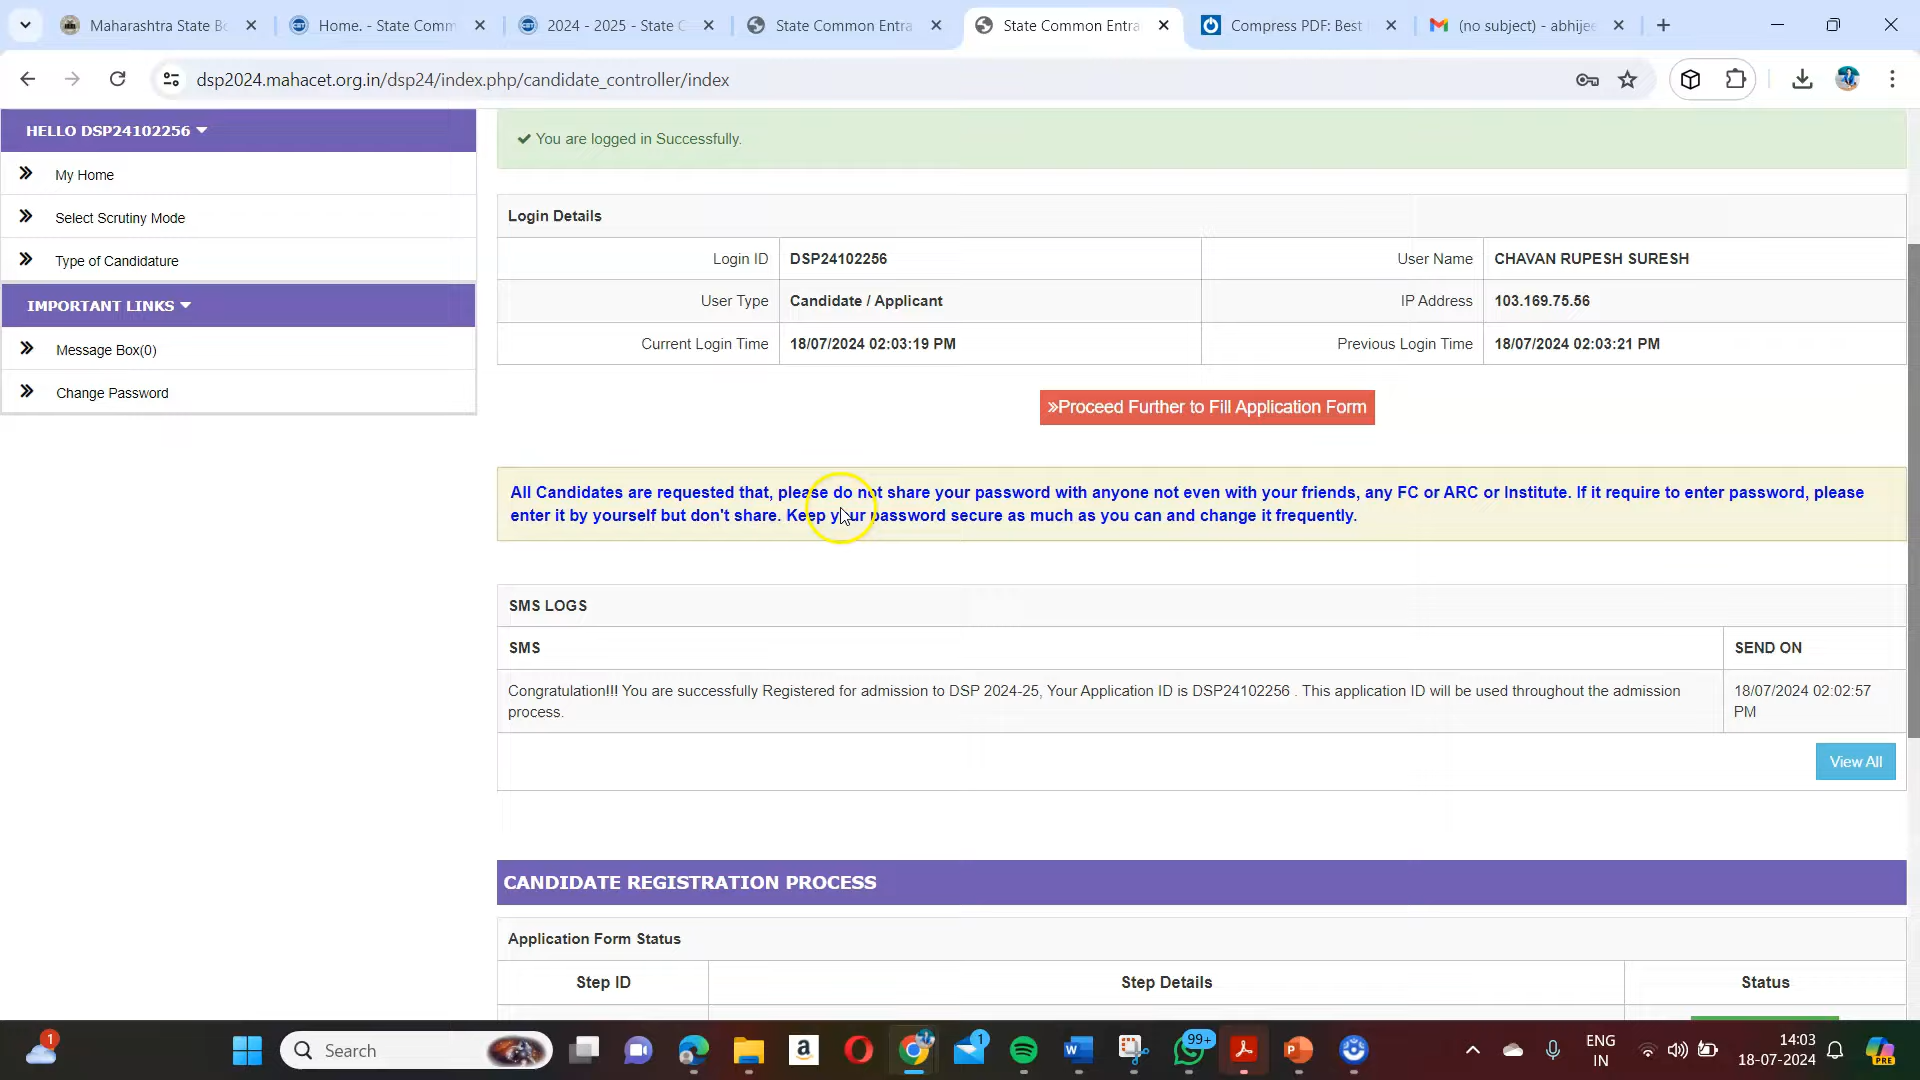 Maharashtra State Bo
Home. - State Comm
2024 - 2025 - State C
State Common Entra
State Common Entra
Compress PDF: Best
(no subject) - abhijee
dsp2024.mahacet.org.in/dsp24/index.php/candidate_controller/index
HELLO DSP24102256
My Home
Select Scrutiny Mode
Type of Candidature
IMPORTANT LINKS
Message Box(0)
Change Password
You are logged in Successfully.
Login Details
Login ID DSP24102256 User Name CHAVAN RUPESH SURESH
User Type Candidate / Applicant IP Address 103.169.75.56
Current Login Time 18/07/2024 02:03:19 PM Previous Login Time 18/07/2024 02:03:21 PM
»Proceed Further to Fill Application Form
All Candidates are requested that, please do not share your password with anyone not even with your friends, any FC or ARC or Institute. If it require to enter password, please
enter it by yourself but don't share. Keep your password secure as much as you can and change it frequently.
SMS LOGS
SMS SEND ON
Congratulation!!! You are successfully Registered for admission to DSP 2024-25, Your Application ID is DSP24102256 . This application ID will be used throughout the admission
process.
18/07/2024 02:02:57
PM
View All
CANDIDATE REGISTRATION PROCESS
Application Form Status
Step ID Step Details Status
1
Search
a
1
99+
ENG
IN
14:03
18-07-2024
PRE